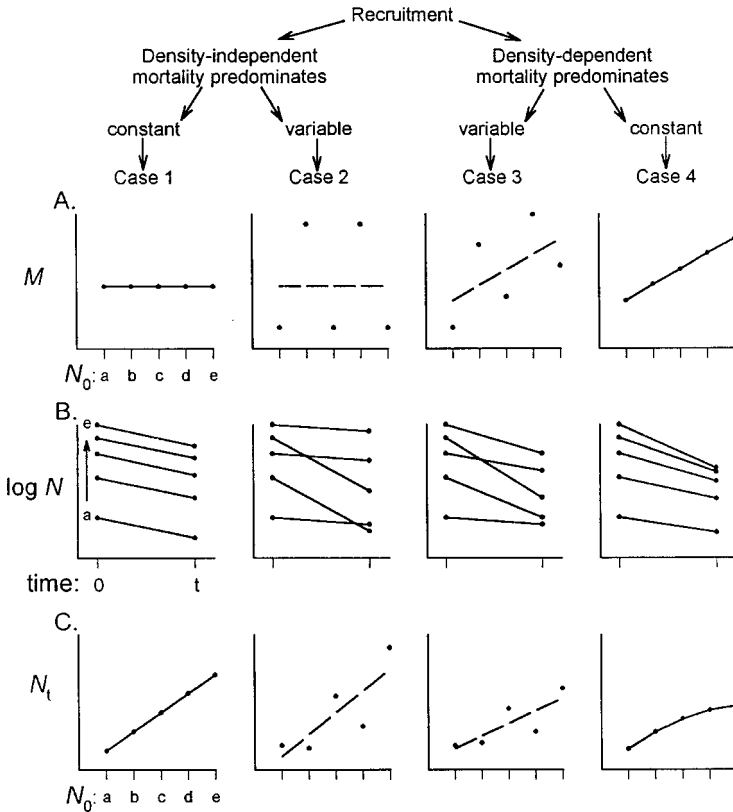 Recruitment
Density-independent
mortality predominates
Density-dependent
mortality predominates
constant
variable
variable
constant
Case 1
Case 2
Case 3
Case 4
A.
M
N0: a b c d e
B.
e
log N
a
time: 0 t
C.
Nt
N0: a b c d e